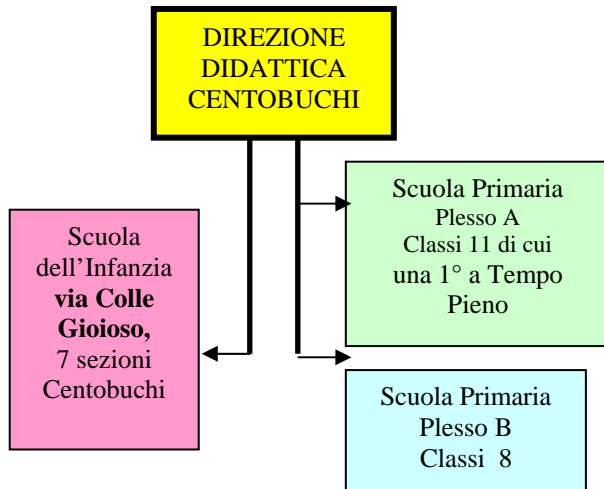 DIREZIONE
DIDATTICA
CENTOBUCHI
Scuola
dell’Infanzia
via Colle
Gioioso,
7 sezioni
Centobuchi
Scuola Primaria
Plesso A
Classi 11 di cui
una 1° a Tempo
Pieno
Scuola Primaria
Plesso B
Classi 8